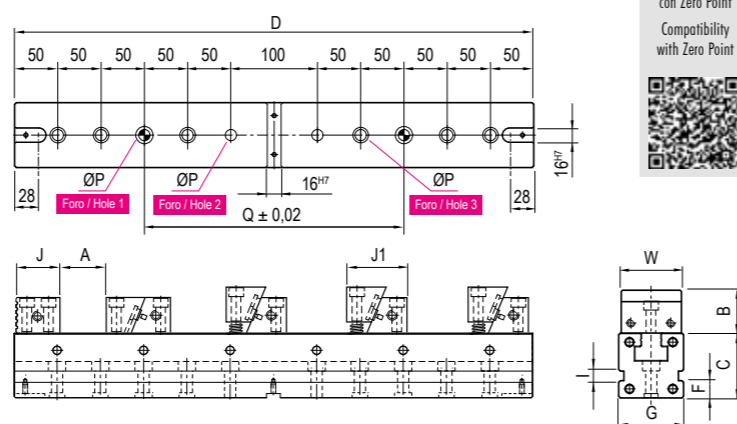 con Zero Point
Compatibility
with Zero Point
D
50 50 50 50 50 100 50 50 50 50 50
28
ØP
Foro / Hole 1
ØP
Foro / Hole 2
16H7
ØP
Foro / Hole 3
28
16H7
Q ± 0,02
J A J1
W
B
C
I
F
G